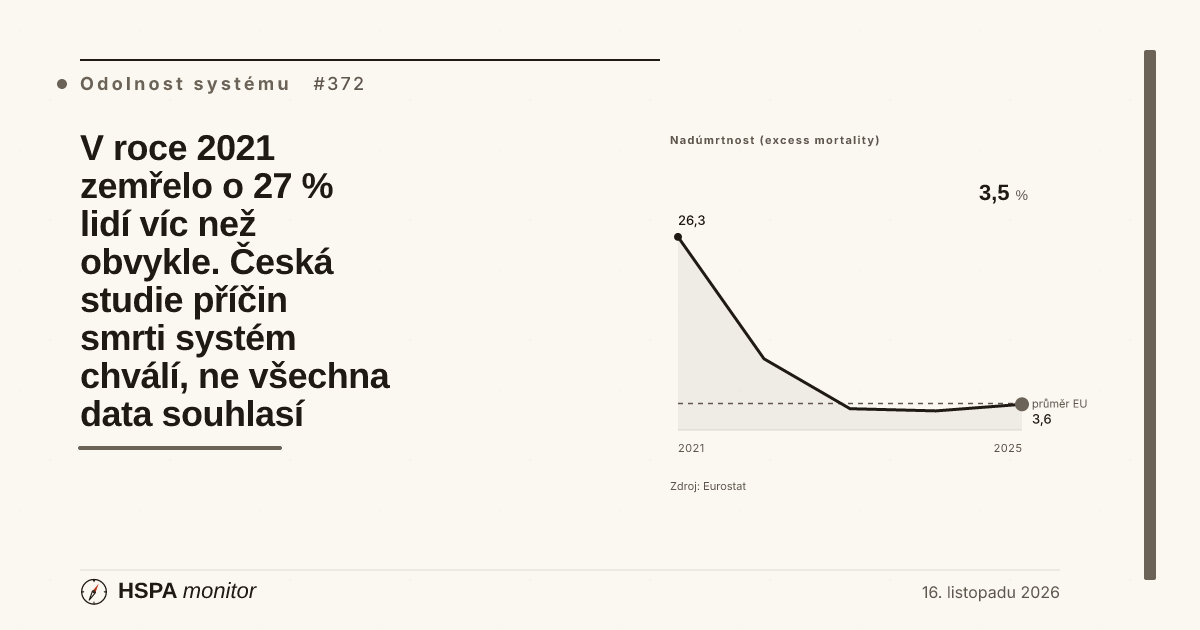 Odolnost systému #372
V roce 2021
zemřelo o 27 %
lidí víc než
obvykle. Česká
studie příčin
smrti systém
chválí, ne všechna
data souhlasí
Nadúmrtnost (excess mortality)
3,5 %
26,3
průměr EU
3,6
2021 2025
Zdroj: Eurostat
HSPA monitor
16. listopadu 2026